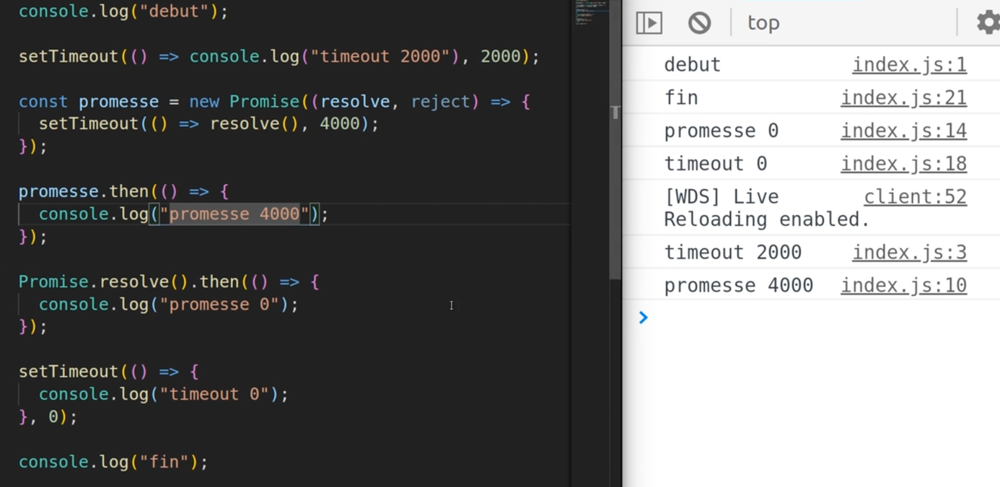 console.log("debut");
setTimeout(() => console.log("timeout 2000"), 2000);
const promesse = new Promise((resolve, reject) => {
setTimeout(() => resolve(), 4000);
});
promesse.then(() => {
console.log("promesse 4000");
});
Promise.resolve().then(() => {
console.log("promesse 0");
});
setTimeout(() => {
console.log("timeout 0");
}, 0);
console.log("fin");
top
debut index.js:1
fin index.js:21
promesse 0 index.js:14
timeout 0 index.js:18
[WDS] Live client:52
Reloading enabled.
timeout 2000 index.js:3
promesse 4000 index.js:10